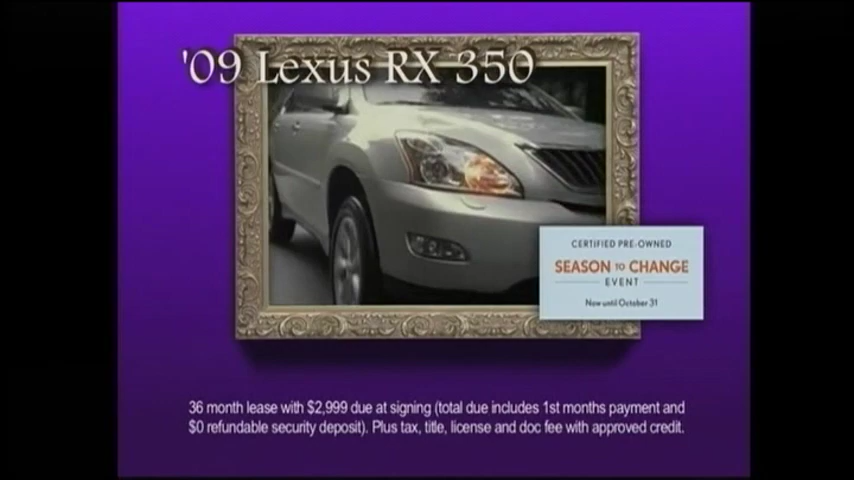 '09 Lexus RX 350
CERTIFIED PRE-OWNED
SEASON TO CHANGE
EVENT
Now until October 31
36 month lease with $2,999 due at signing (total due includes 1st months payment and
$0 refundable security deposit). Plus tax, title, license and doc fee with approved credit.